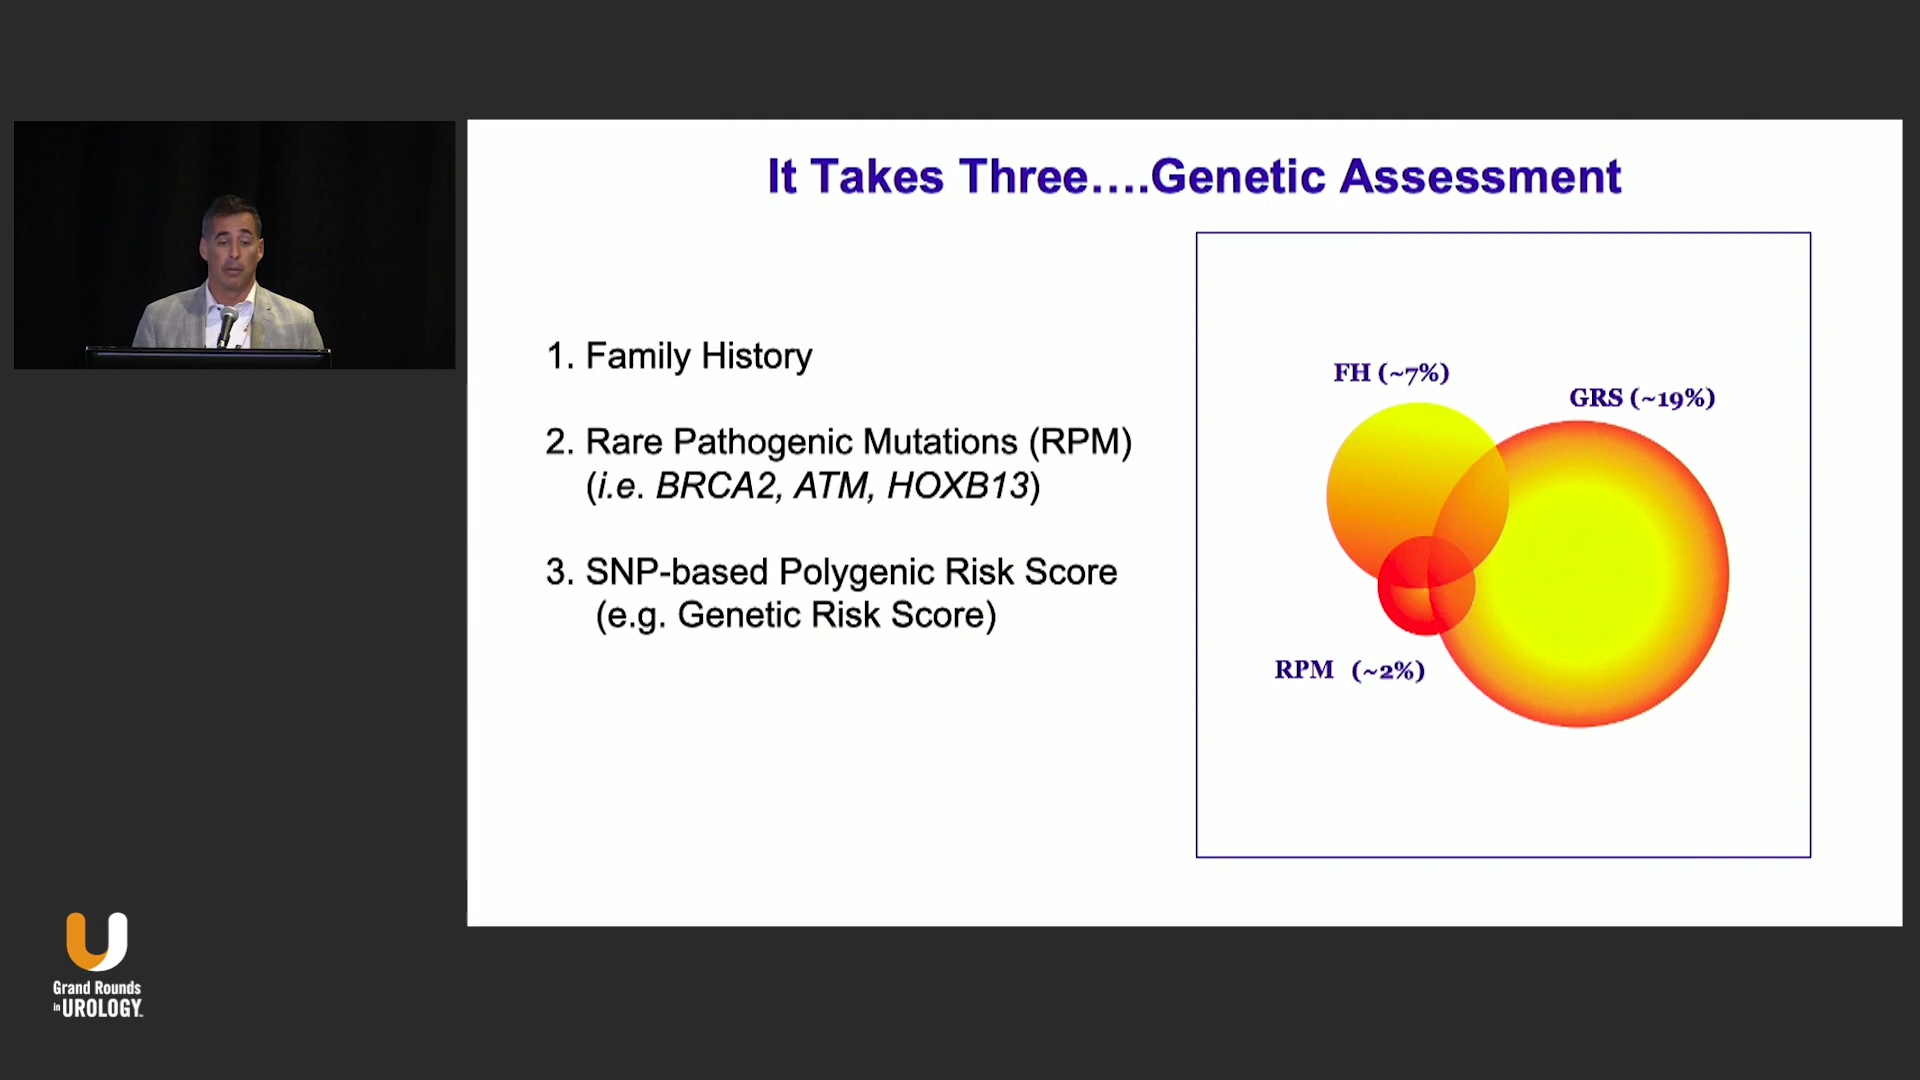 It Takes Three….Genetic Assessment
1. Family History
2. Rare Pathogenic Mutations (RPM)
(i.e. BRCA2, ATM, HOXB13)
3. SNP-based Polygenic Risk Score
(e.g. Genetic Risk Score)
FH (~7%)
GRS (~19%)
RPM (~2%)
Grand Rounds
in UROLOGY